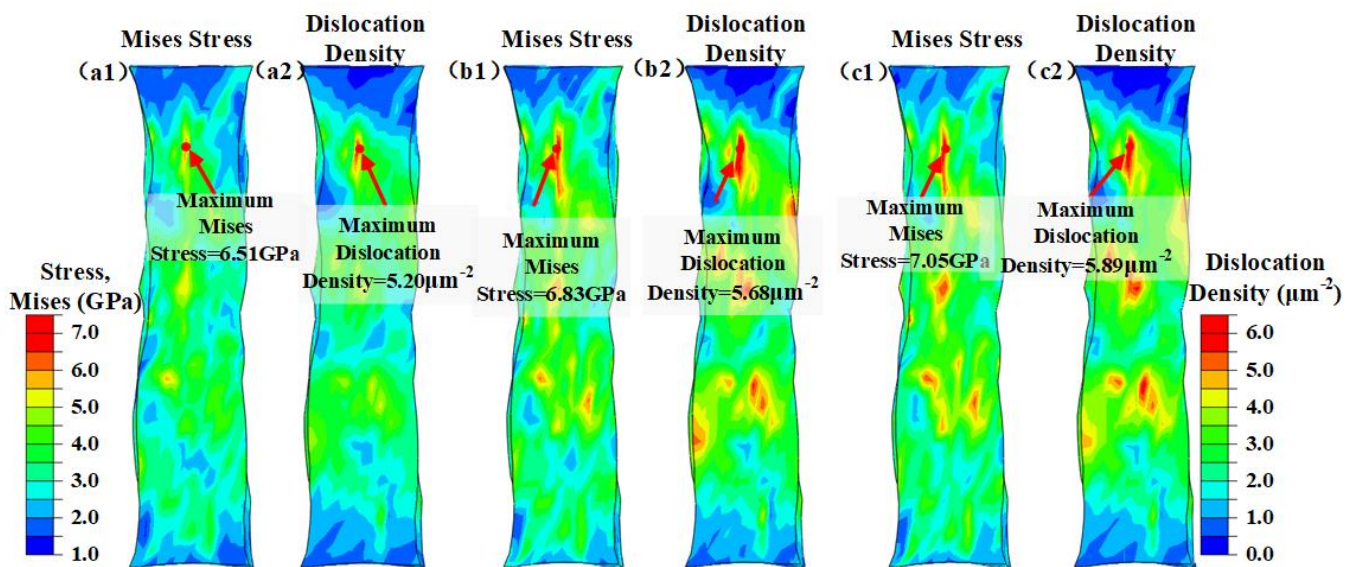 Mises Stress
Dislocation
Density
Mises Stress
Dislocation
Density
Mises Stress
Dislocation
Density
(a1)
(a2)
(b1)
(b2)
(c1)
(c2)
Maximum
Mises
Stress=6.51GPa
Maximum
Dislocation
Density=5.20μm⁻²
Maximum
Mises
Stress=6.83GPa
Maximum
Dislocation
Density=5.68μm⁻²
Maximum
Mises
Stress=7.05GPa
Maximum
Dislocation
Density=5.89μm⁻²
Stress,
Mises (GPa)
7.0
6.0
5.0
4.0
3.0
2.0
1.0
Dislocation
Density (μm⁻²)
6.0
5.0
4.0
3.0
2.0
1.0
0.0